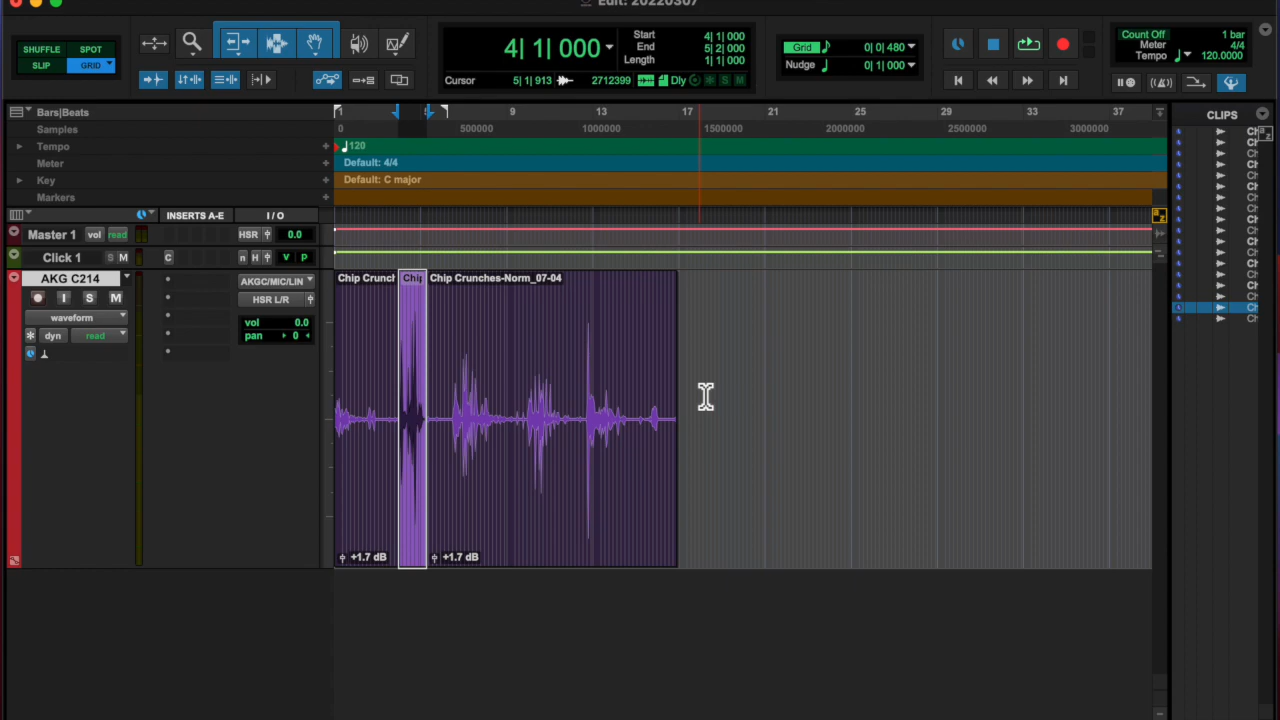 Edit: 20220307
SHUFFLE SPOT
SLIP GRID
4| 1| 000
Start 4| 1| 000
End 5| 2| 000
Length 1| 1| 000
Cursor 5| 1| 913 2712399 Dly S M
Grid 0| 0| 480
Nudge 0| 1| 000
Count Off 1 bar
Meter 4/4
Tempo 120.0000
Bars|Beats 1 9 13 17 21 25 29 33 37
Samples 0 500000 1000000 1500000 2000000 2500000 3000000
Tempo 120
Meter Default: 4/4
Key Default: C major
Markers
INSERTS A-E I / O
CLIPS
Master 1 vol read HSR 0.0
Click 1 S M C n H v p
AKG C214
I S M
waveform
dyn read
AKGC/MIC/LIN
HSR L/R
vol 0.0
pan 0
Chip Crunch Chip Chip Crunches-Norm_07-04
+1.7 dB +1.7 dB